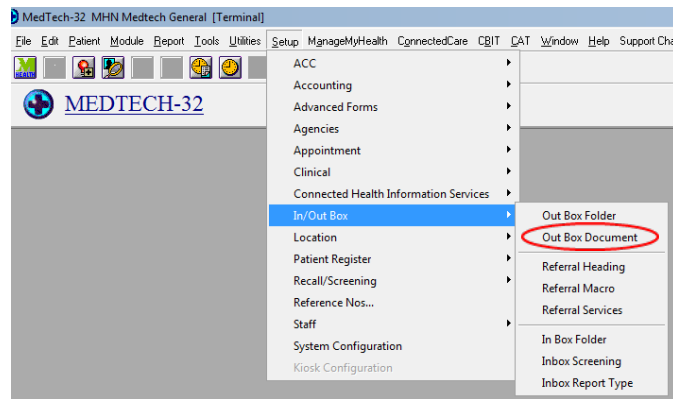 MedTech-32 MHN Medtech General [Terminal]
File Edit Patient Module Report Tools Utilities Setup ManageMyHealth ConnectedCare CBIT CAT Window Help Support Cha
HEALTH
MEDTECH-32
ACC
Accounting
Advanced Forms
Agencies
Appointment
Clinical
Connected Health Information Services
In/Out Box
Location
Patient Register
Recall/Screening
Reference Nos...
Staff
System Configuration
Kiosk Configuration
Out Box Folder
Out Box Document
Referral Heading
Referral Macro
Referral Services
In Box Folder
Inbox Screening
Inbox Report Type